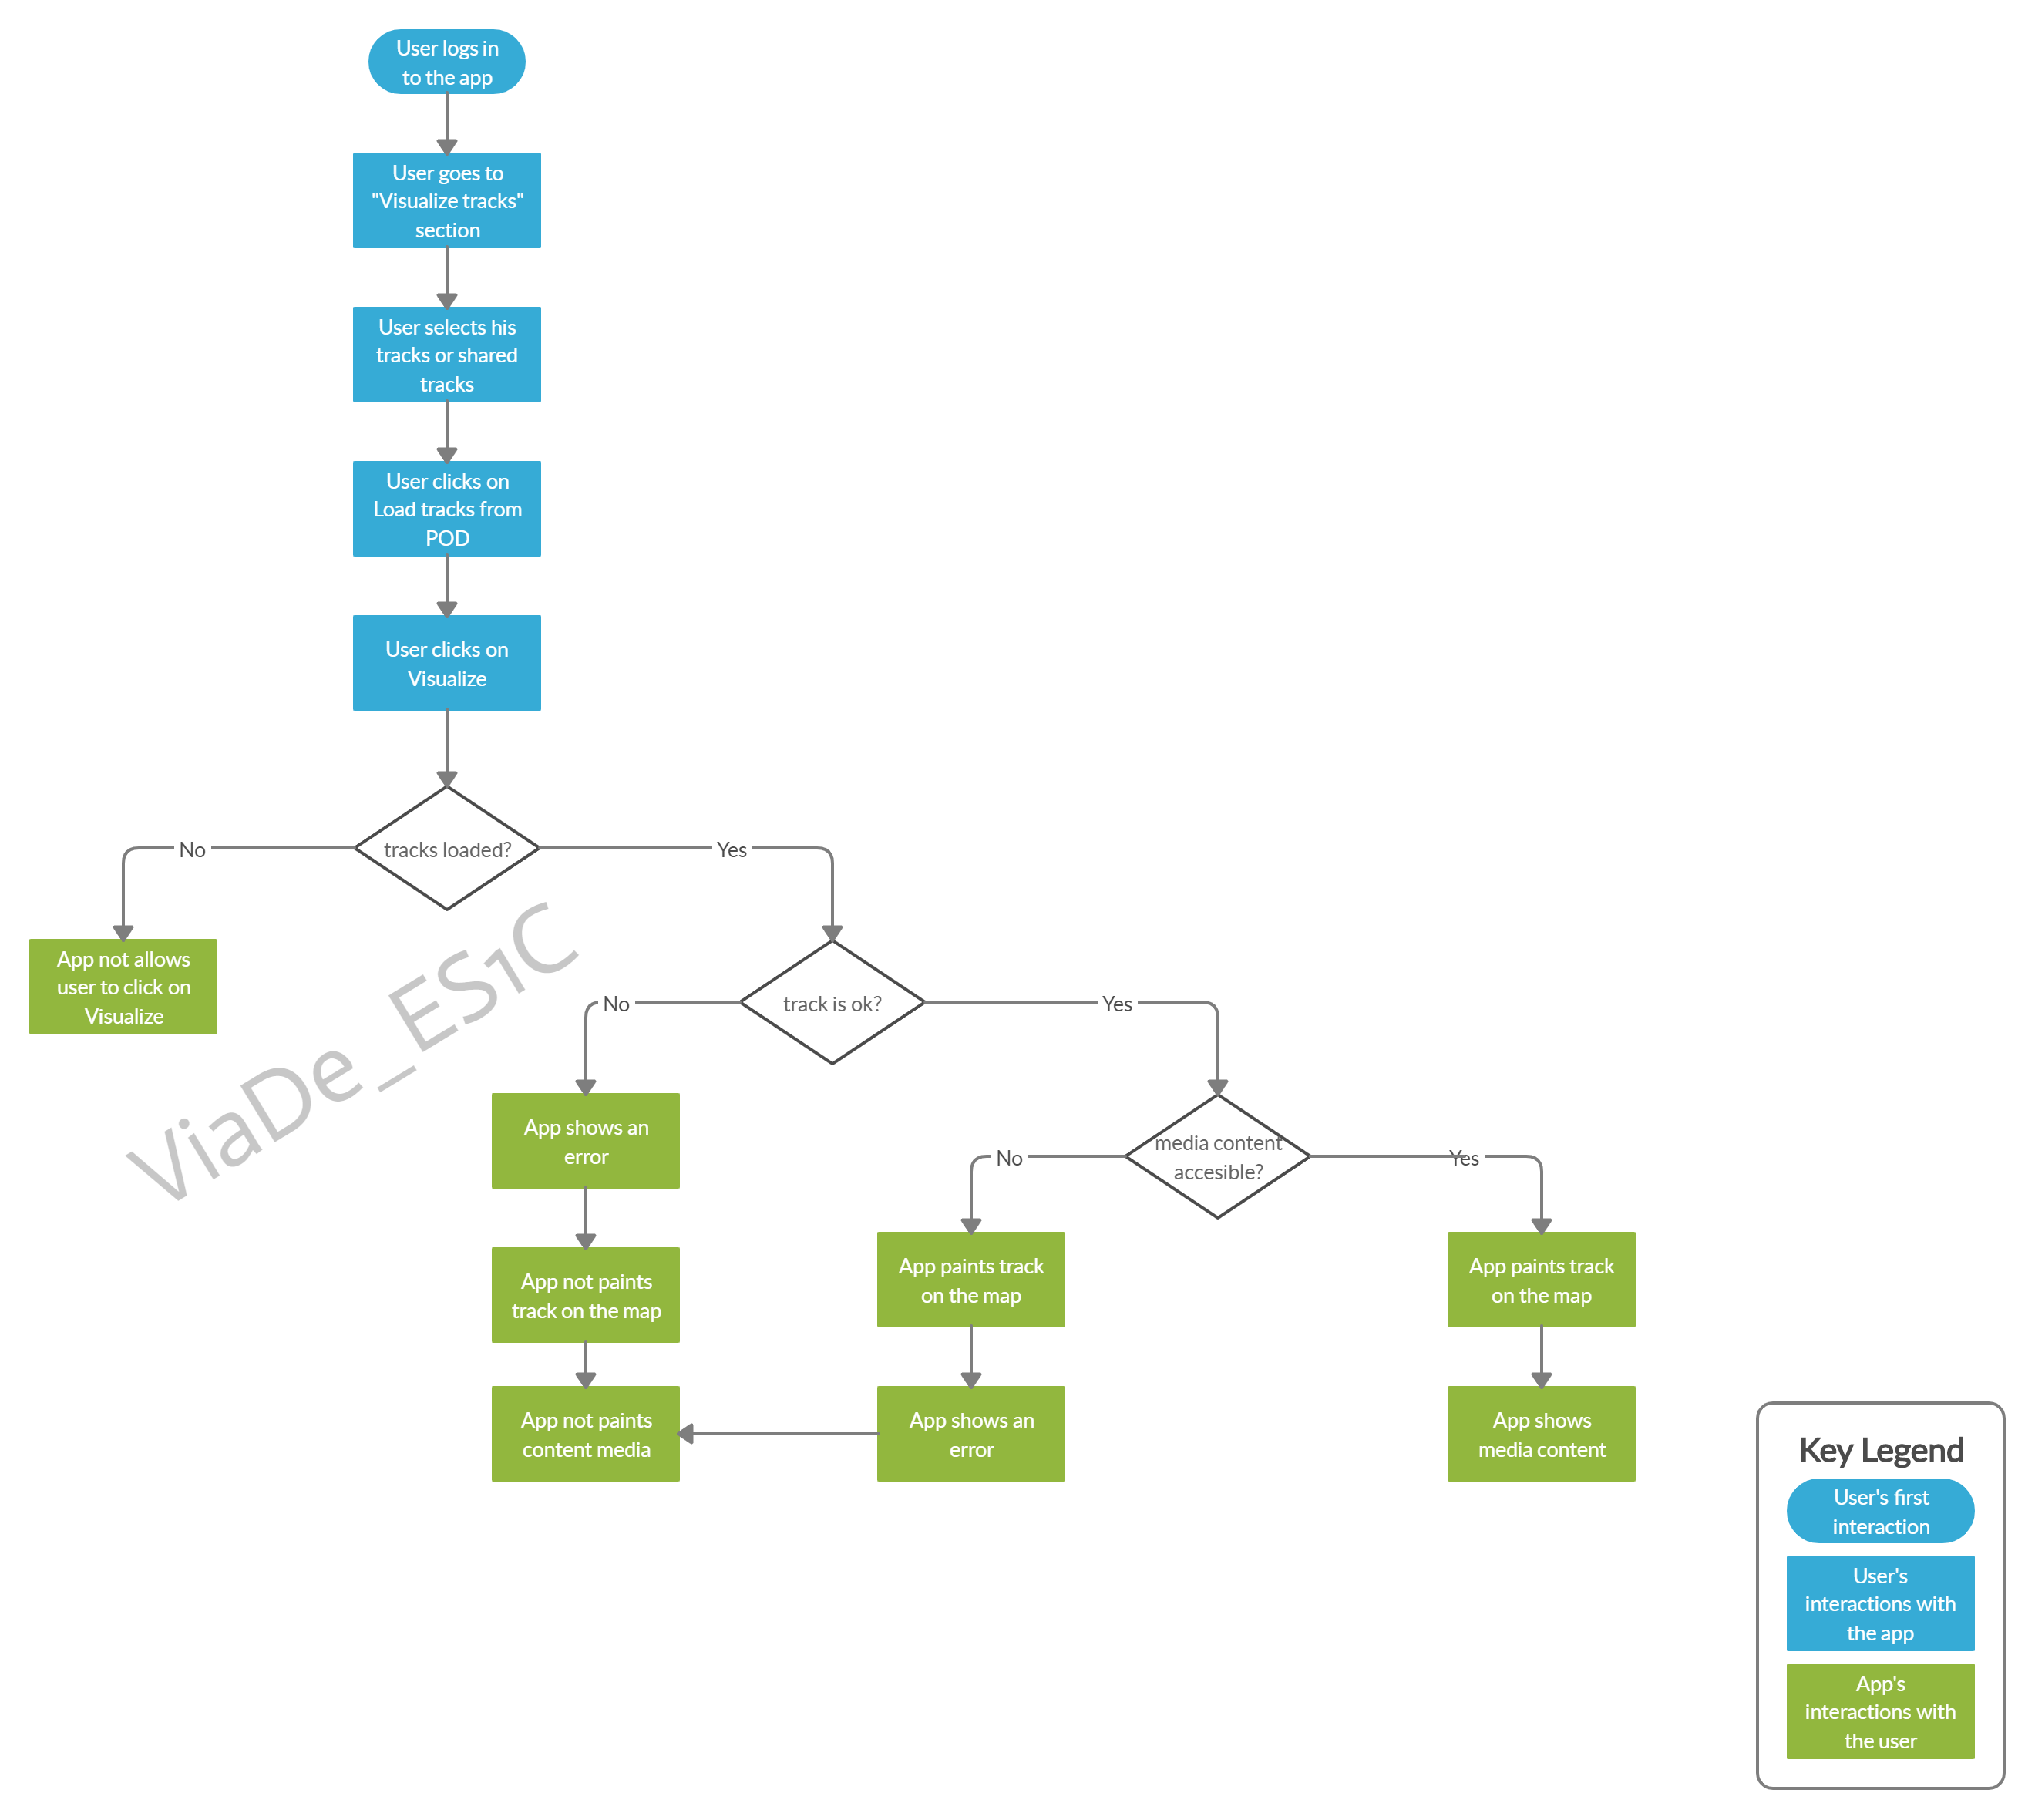 User logs in
to the app
User goes to
"Visualize tracks"
section
User selects his
tracks or shared
tracks
User clicks on
Load tracks from
POD
User clicks on
Visualize
tracks loaded?
No
Yes
App not allows
user to click on
Visualize
ViaDe_ES1C
track is ok?
No
Yes
App shows an
error
media content
accesible?
No
Yes
App not paints
track on the map
App paints track
on the map
App paints track
on the map
App not paints
content media
App shows an
error
App shows
media content
Key Legend
User's first
interaction
User's
interactions with
the app
App's
interactions with
the user